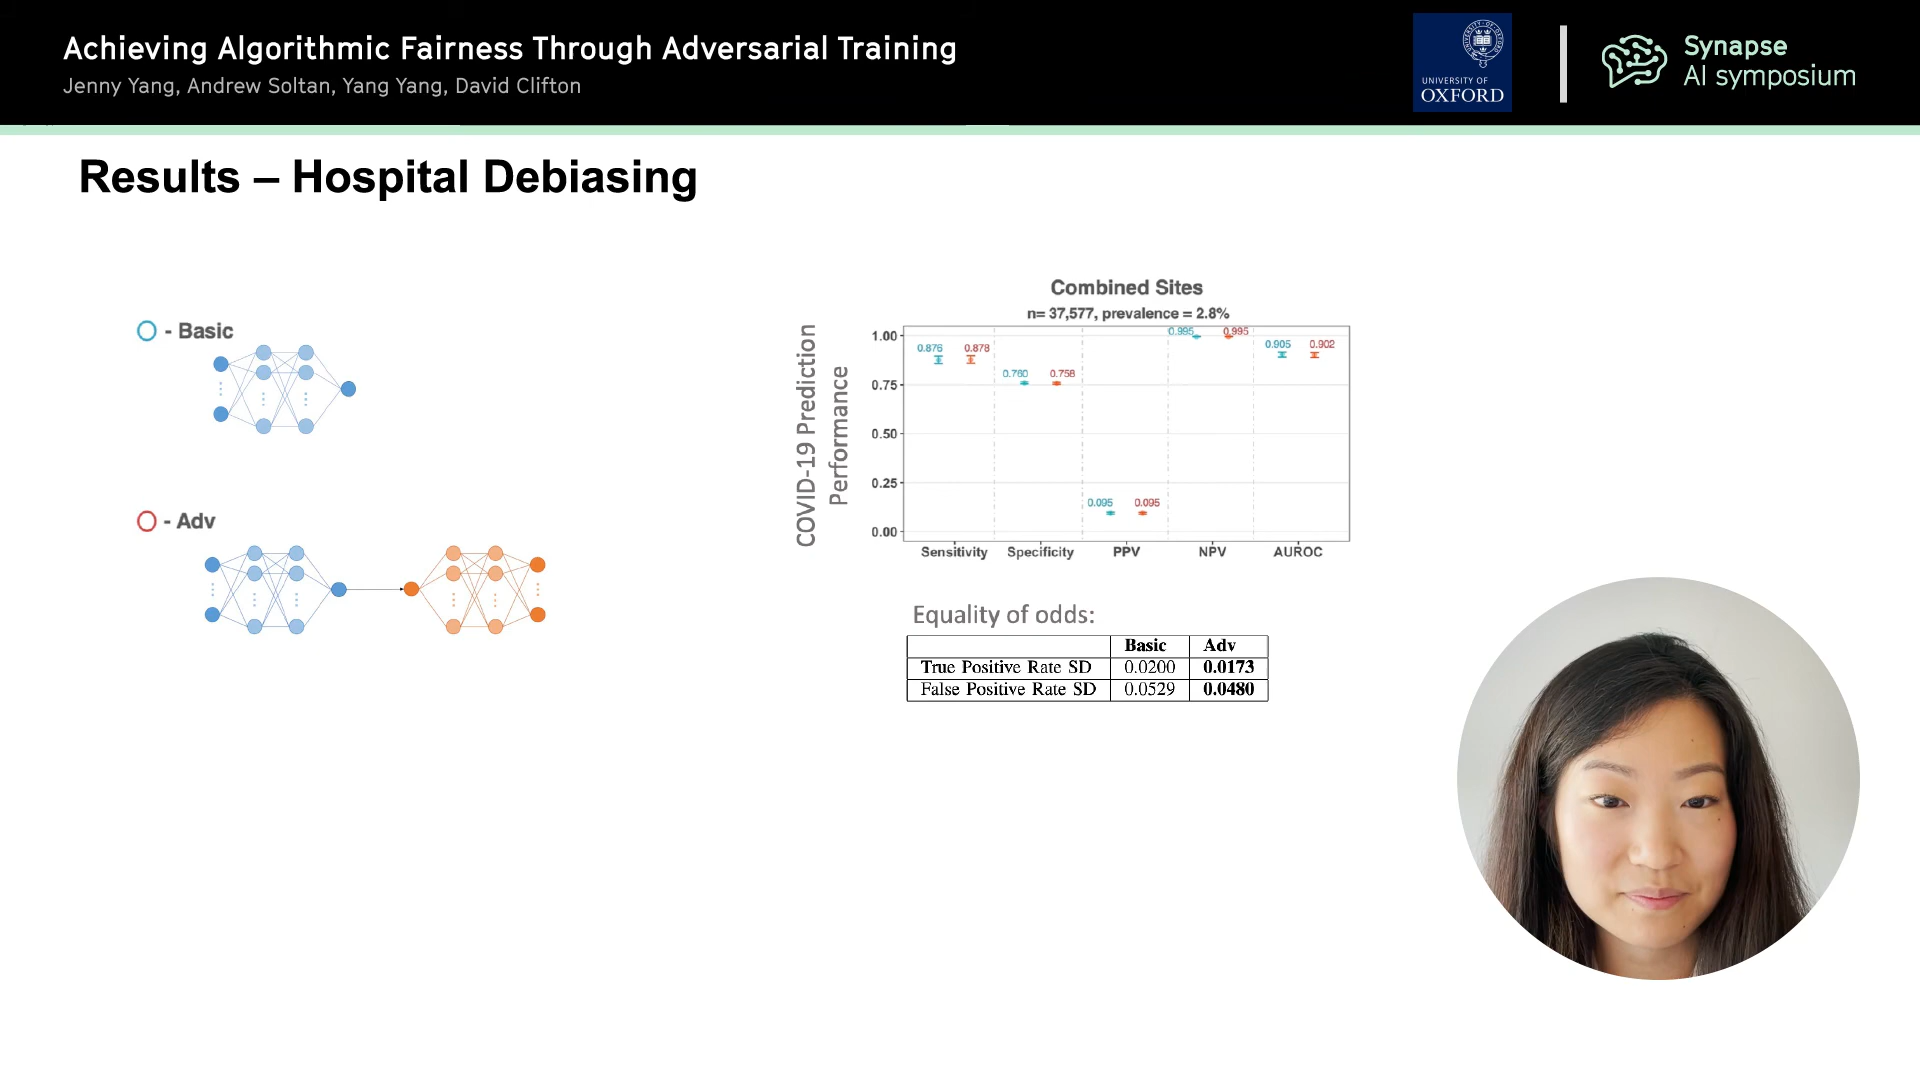 Achieving Algorithmic Fairness Through Adversarial Training
Jenny Yang, Andrew Soltan, Yang Yang, David Clifton
UNIVERSITY OF
OXFORD
Synapse
AI symposium
Results – Hospital Debiasing
- Basic
- Adv
Combined Sites
n= 37,577, prevalence = 2.8%
COVID-19 Prediction
Performance
1.00
0.75
0.50
0.25
0.00
0.876 0.878
0.760 0.758
0.095 0.095
0.995 0.995
0.905 0.902
Sensitivity Specificity PPV NPV AUROC
Equality of odds:
Basic Adv
True Positive Rate SD 0.0200 0.0173
False Positive Rate SD 0.0529 0.0480